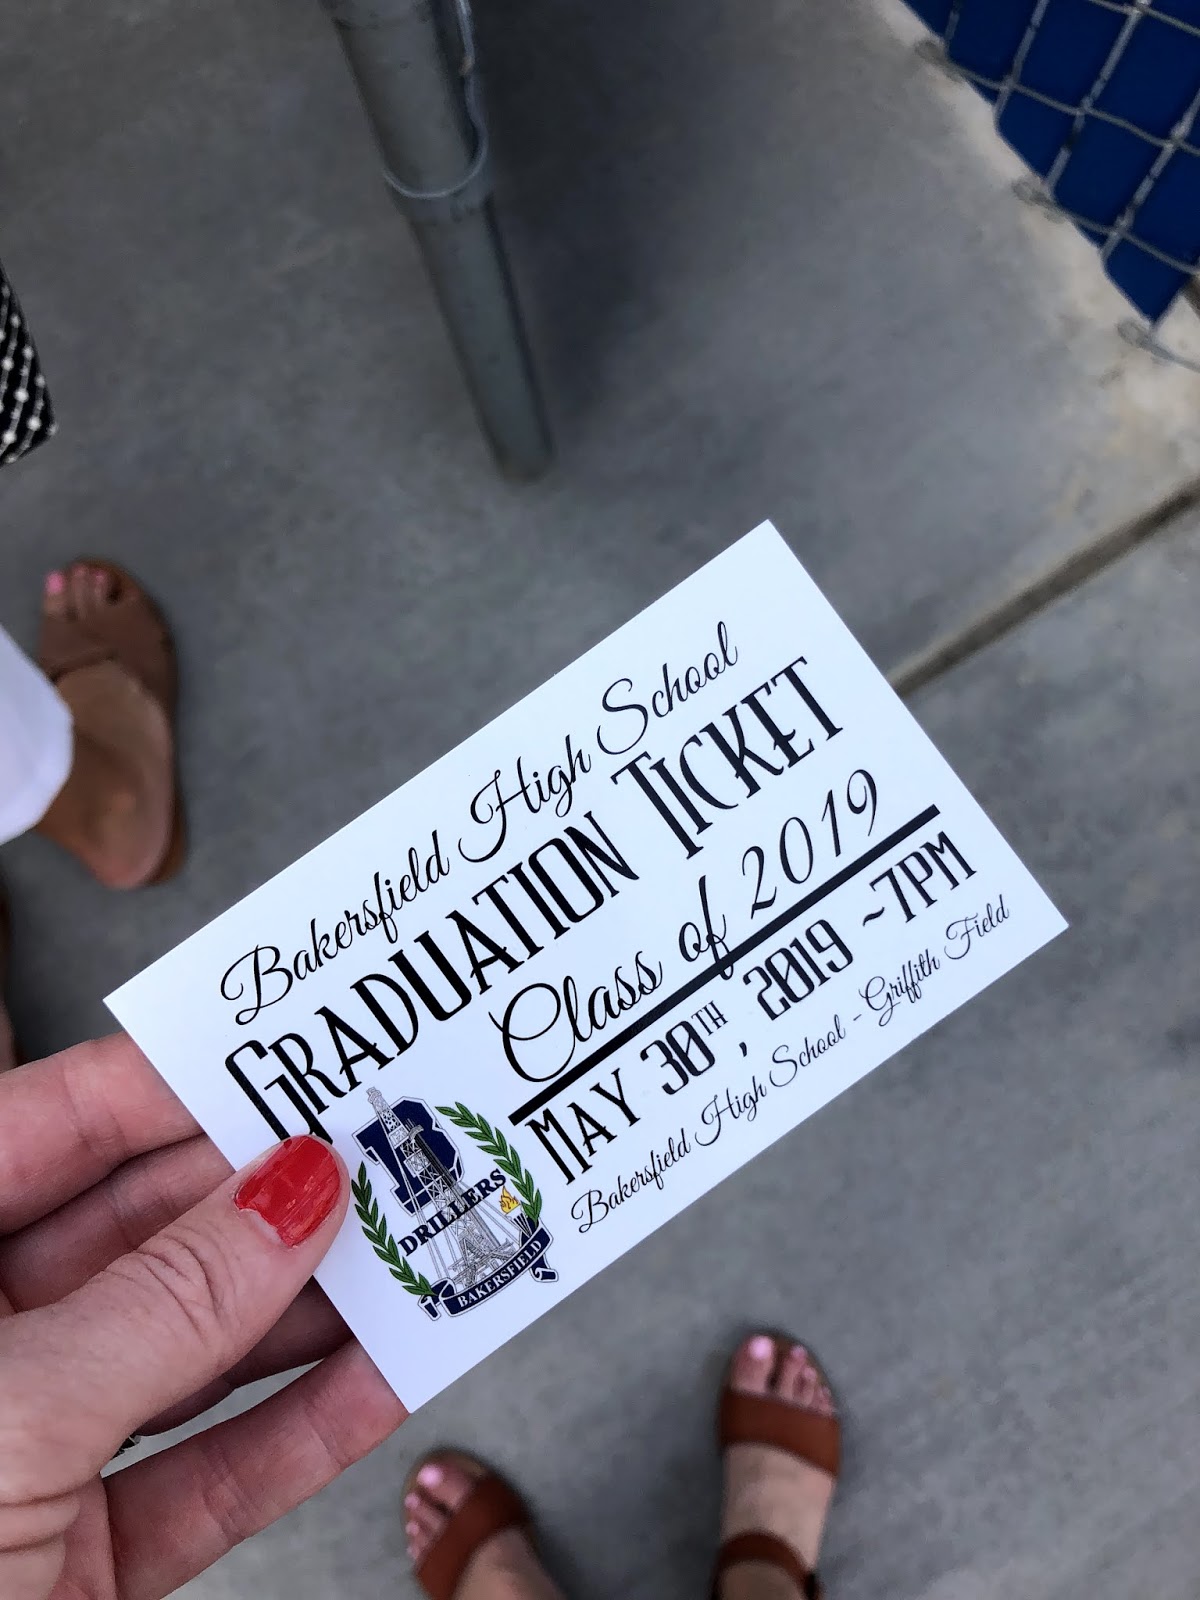 Bakersfield High School
GRADUATION TICKET
Class of 2019
MAY 30TH, 2019 ~7PM
Bakersfield High School - Griffith Field
B
DRILLERS
BAKERSFIELD